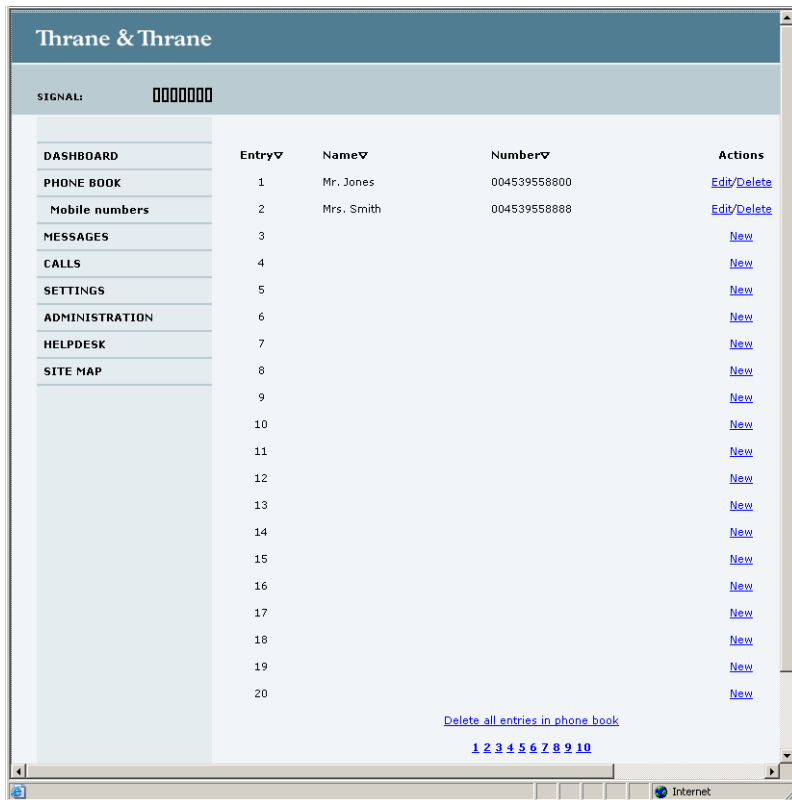 Thrane & Thrane
SIGNAL:
DASHBOARD
PHONE BOOK
Mobile numbers
MESSAGES
CALLS
SETTINGS
ADMINISTRATION
HELPDESK
SITE MAP
Entry Name Number Actions
1 Mr. Jones 004539558800 Edit/Delete
2 Mrs. Smith 004539558888 Edit/Delete
3 New
4 New
5 New
6 New
7 New
8 New
9 New
10 New
11 New
12 New
13 New
14 New
15 New
16 New
17 New
18 New
19 New
20 New
Delete all entries in phone book
1 2 3 4 5 6 7 8 9 10
Internet